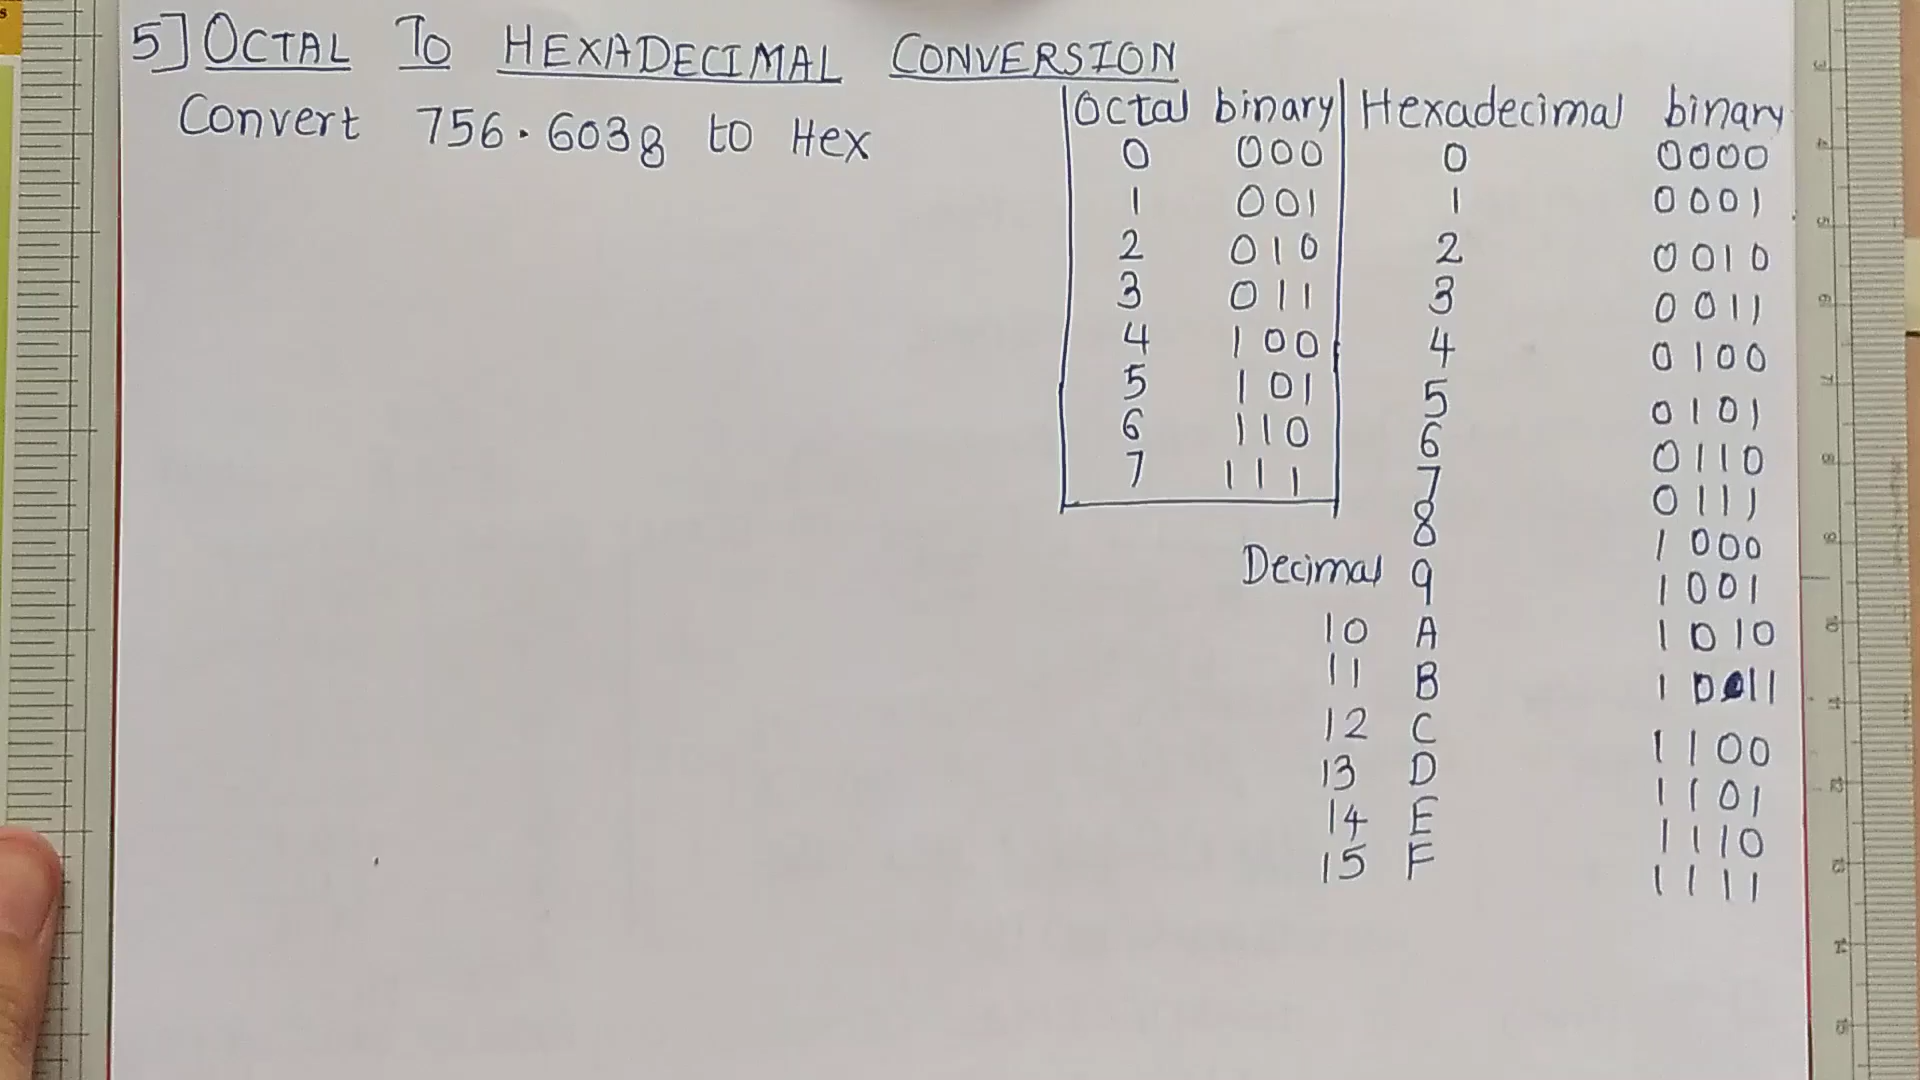 5] OCTAL TO HEXADECIMAL CONVERSION
Convert 756.603₈ to Hex
Octal binary Hexadecimal binary
0 000 0 0000
1 001 1 0001
2 010 2 0010
3 011 3 0011
4 100 4 0100
5 101 5 0101
6 110 6 0110
7 111 7 0111
8 1000
Decimal 9 1001
10 A 1010
11 B 1011
12 C 1100
13 D 1101
14 E 1110
15 F 1111